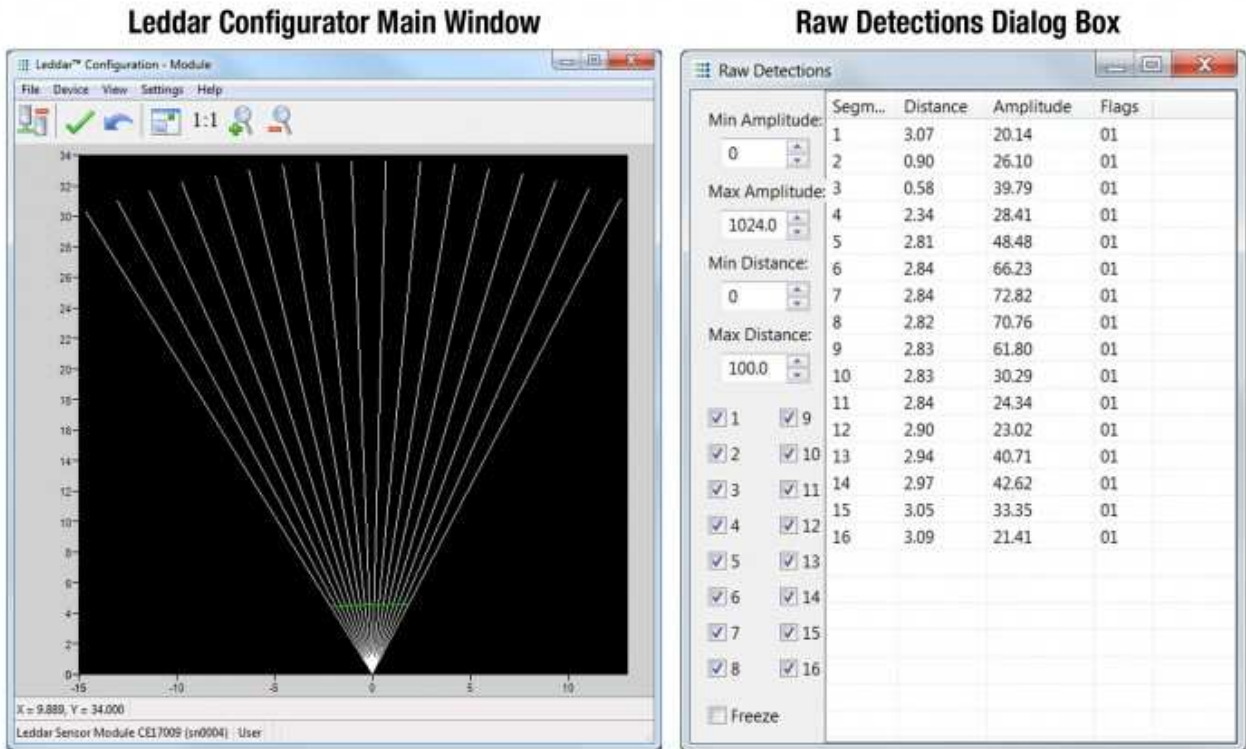 Leddar Configurator Main Window
Leddar™ Configuration - Module
File Device View Settings Help
1:1
34
32
30
28
26
24
22
20
18
16
14
12
10
8
6
4
2
0
-15 -10 -5 0 5 10
X = 9.889, Y = 34.000
Leddar Sensor Module CE17009 (sn0004) User
Raw Detections Dialog Box
Raw Detections
Min Amplitude:
0
Max Amplitude:
1024.0
Min Distance:
0
Max Distance:
100.0
1 9
2 10
3 11
4 12
5 13
6 14
7 15
8 16
Freeze
Segm... Distance Amplitude Flags
1 3.07 20.14 01
2 0.90 26.10 01
3 0.58 39.79 01
4 2.34 28.41 01
5 2.81 48.48 01
6 2.84 66.23 01
7 2.84 72.82 01
8 2.82 70.76 01
9 2.83 61.80 01
10 2.83 30.29 01
11 2.84 24.34 01
12 2.90 23.02 01
13 2.94 40.71 01
14 2.97 42.62 01
15 3.05 33.35 01
16 3.09 21.41 01